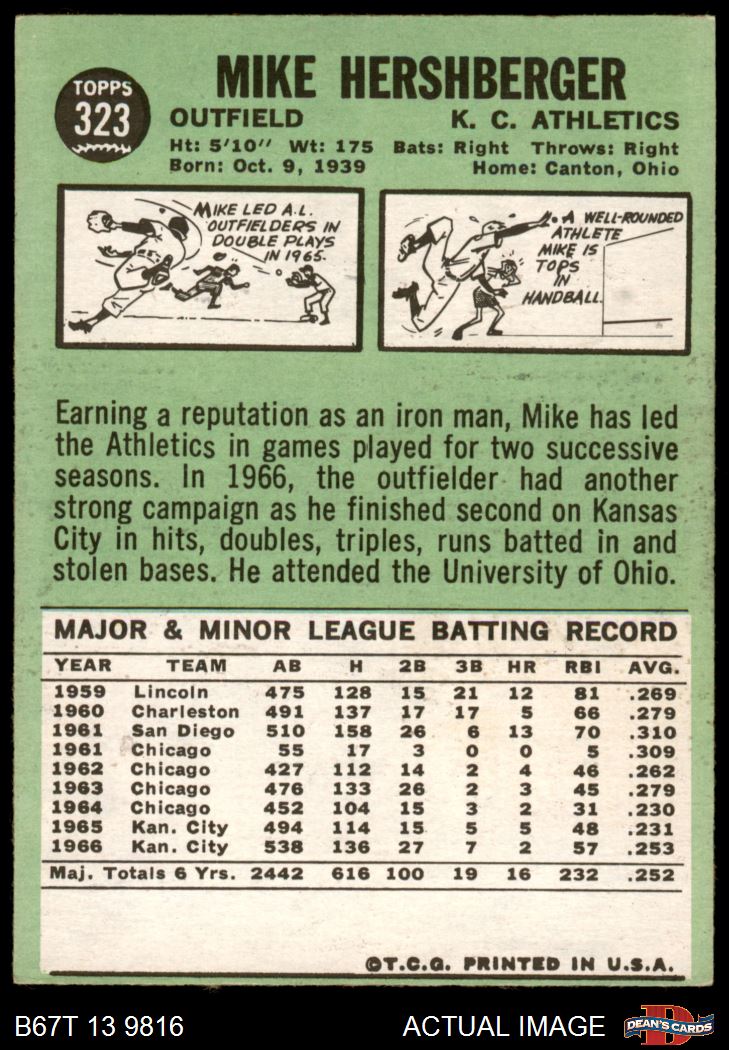 TOPPS
323
MIKE HERSHBERGER
OUTFIELD K. C. ATHLETICS
Ht: 5'10" Wt: 175 Bats: Right Throws: Right
Born: Oct. 9, 1939 Home: Canton, Ohio
MIKE LED A.L.
OUTFIELDERS IN
DOUBLE PLAYS
IN 1965.
A WELL-ROUNDED
ATHLETE
MIKE IS
TOPS
IN
HANDBALL.
Earning a reputation as an iron man, Mike has led
the Athletics in games played for two successive
seasons. In 1966, the outfielder had another
strong campaign as he finished second on Kansas
City in hits, doubles, triples, runs batted in and
stolen bases. He attended the University of Ohio.
MAJOR & MINOR LEAGUE BATTING RECORD
YEAR TEAM AB H 2B 3B HR RBI AVG.
1959 Lincoln 475 128 15 21 12 81 .269
1960 Charleston 491 137 17 17 5 66 .279
1961 San Diego 510 158 26 6 13 70 .310
1961 Chicago 55 17 3 0 0 5 .309
1962 Chicago 427 112 14 2 4 46 .262
1963 Chicago 476 133 26 2 3 45 .279
1964 Chicago 452 104 15 3 2 31 .230
1965 Kan. City 494 114 15 5 5 48 .231
1966 Kan. City 538 136 27 7 2 57 .253
Maj. Totals 6 Yrs. 2442 616 100 19 16 232 .252
©T.C.G. PRINTED IN U.S.A.
B67T 13 9816 ACTUAL IMAGE
D
DEAN'S CARDS